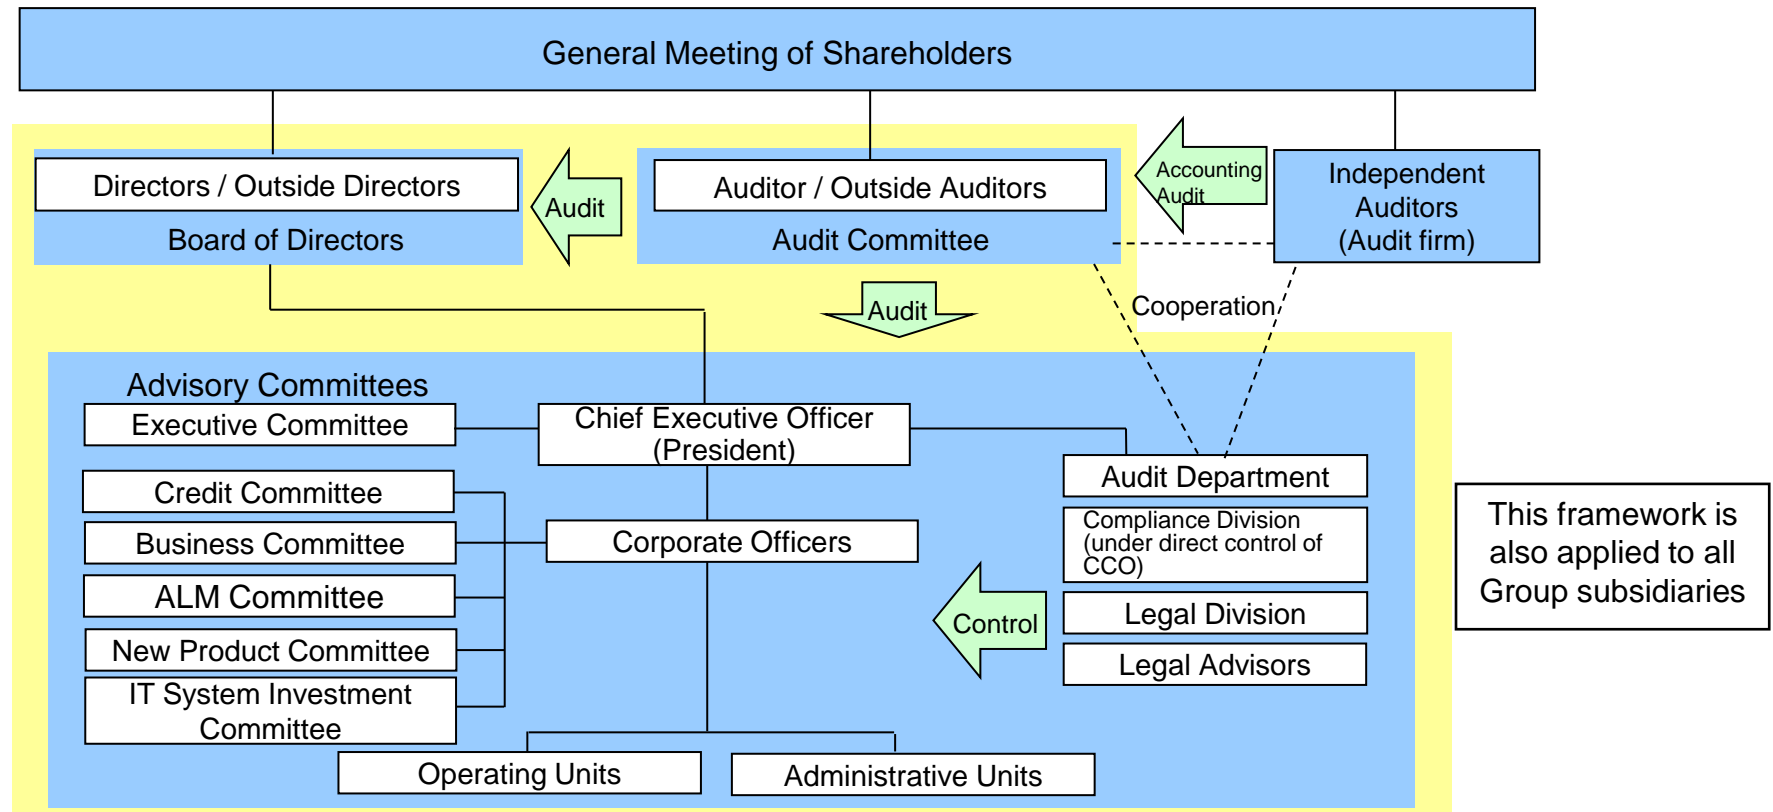 General Meeting of Shareholders
Directors / Outside Directors
Board of Directors
Audit
Auditor / Outside Auditors
Audit Committee
Accounting
Audit
Independent
Auditors
(Audit firm)
Audit
Cooperation
Advisory Committees
Executive Committee
Chief Executive Officer
(President)
Credit Committee
Business Committee
ALM Committee
New Product Committee
IT System Investment
Committee
Corporate Officers
Audit Department
Compliance Division
(under direct control of
CCO)
Legal Division
Legal Advisors
Control
Operating Units
Administrative Units
This framework is
also applied to all
Group subsidiaries